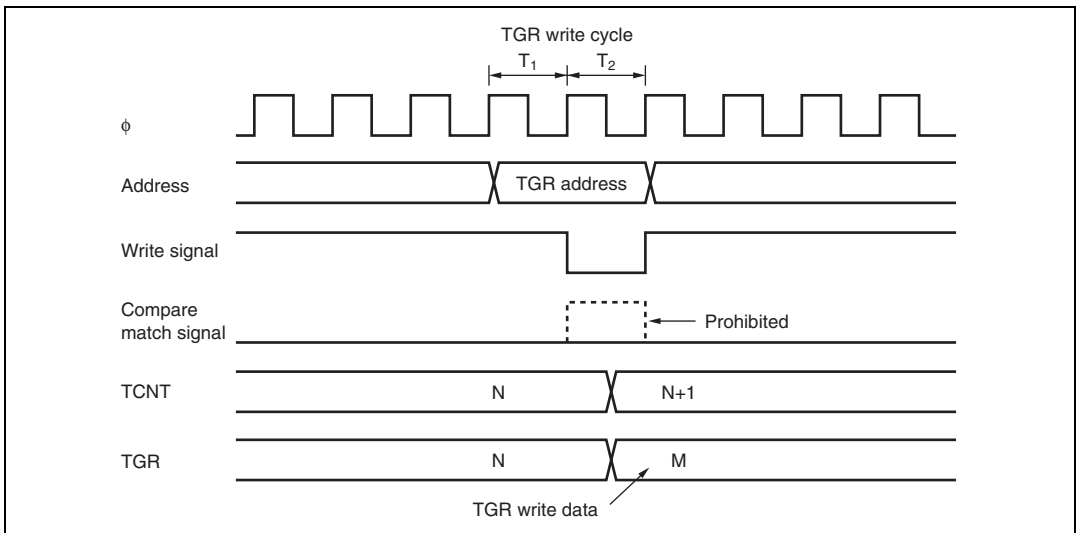 TGR write cycle
T1 T2
ϕ
Address
TGR address
Write signal
Compare
match signal
Prohibited
TCNT
N
N+1
TGR
N
M
TGR write data